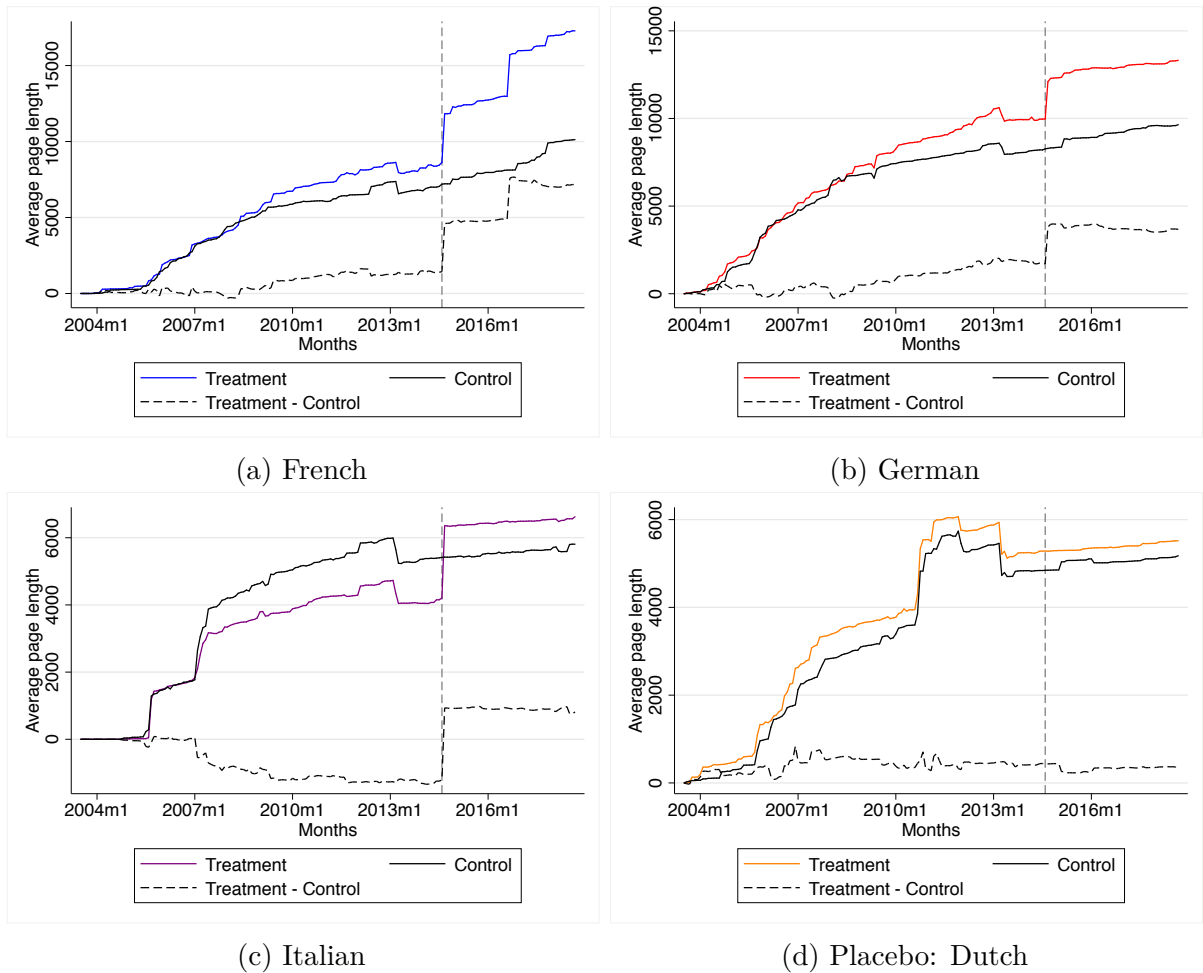 Average page length
15000
10000
5000
0
2004m1 2007m1 2010m1 2013m1 2016m1
Months
Treatment Control
Treatment - Control
(a) French
Average page length
15000
10000
5000
0
2004m1 2007m1 2010m1 2013m1 2016m1
Months
Treatment Control
Treatment - Control
(b) German
Average page length
6000
4000
2000
0
2004m1 2007m1 2010m1 2013m1 2016m1
Months
Treatment Control
Treatment - Control
(c) Italian
Average page length
6000
4000
2000
0
2004m1 2007m1 2010m1 2013m1 2016m1
Months
Treatment Control
Treatment - Control
(d) Placebo: Dutch